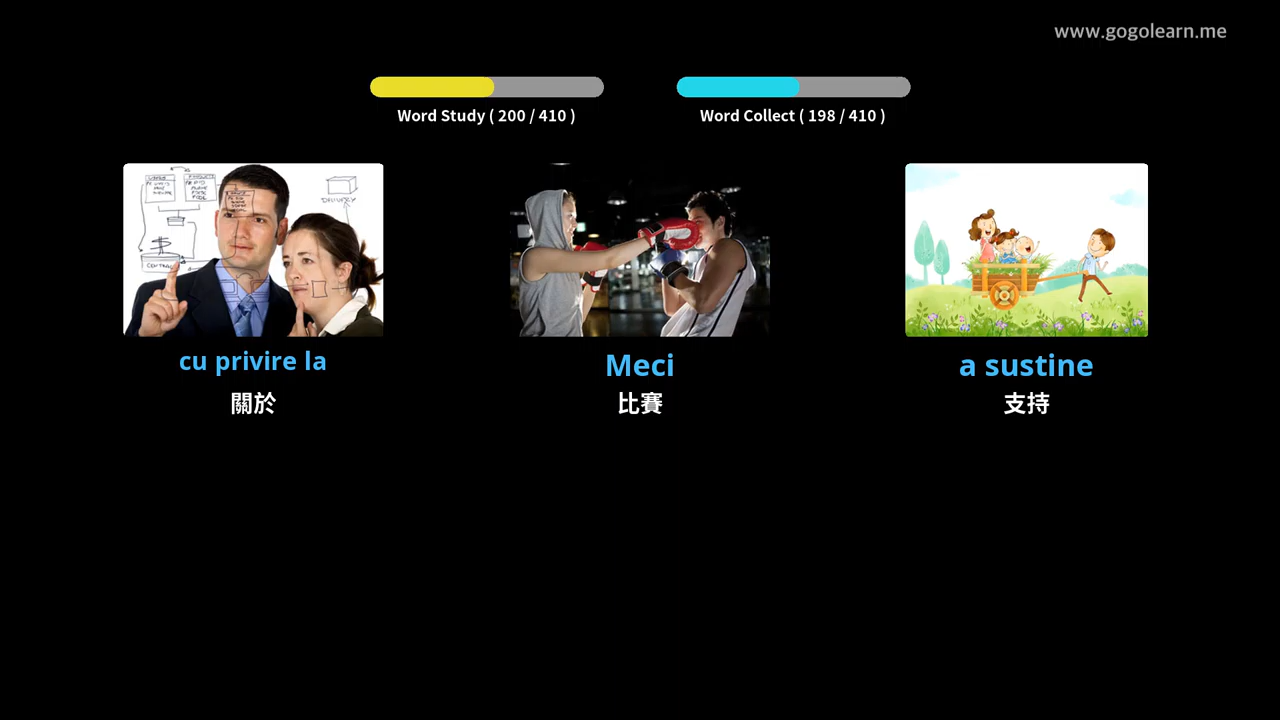 www.gogolearn.me
Word Study ( 200 / 410 )
Word Collect ( 198 / 410 )
DELIVERY
cu privire la
Meci
a sustine
關於
比賽
支持